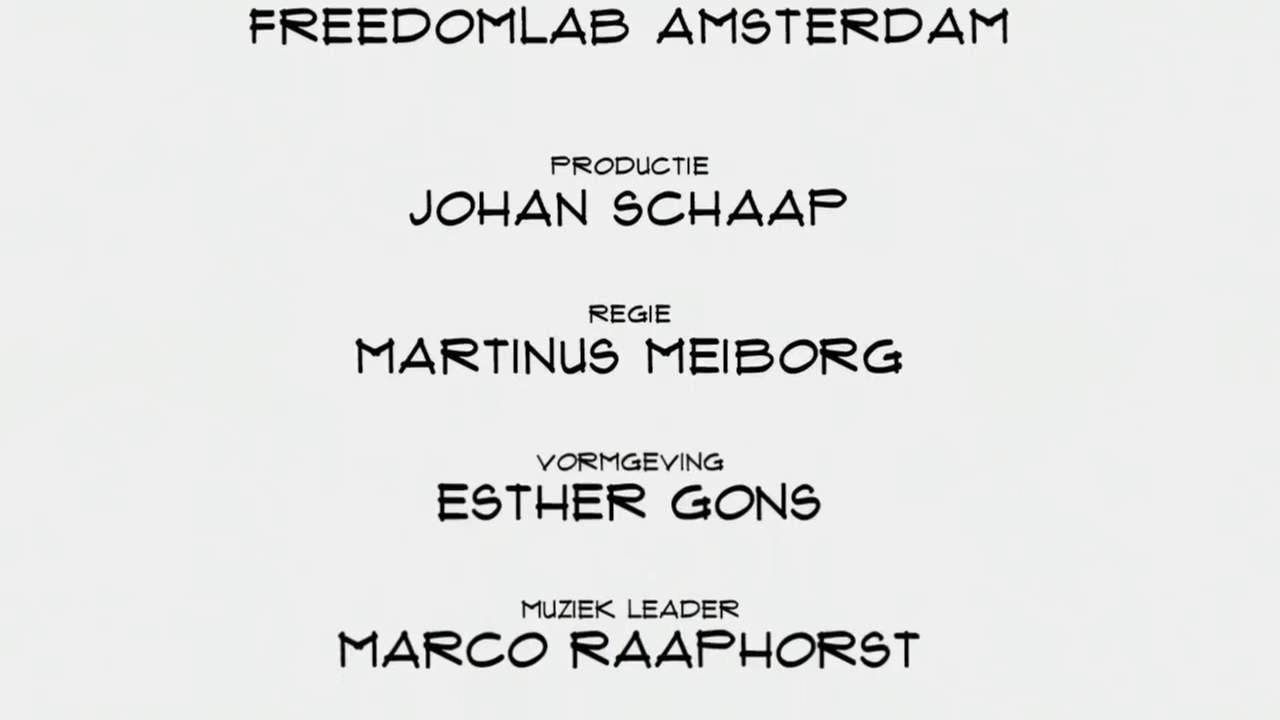 FREEDOMLAB AMSTERDAM
PRODUCTIE
JOHAN SCHAAP
REGIE
MARTINUS MEIBORG
VORMGEVING
ESTHER GONS
MUZIEK LEADER
MARCO RAAPHORST